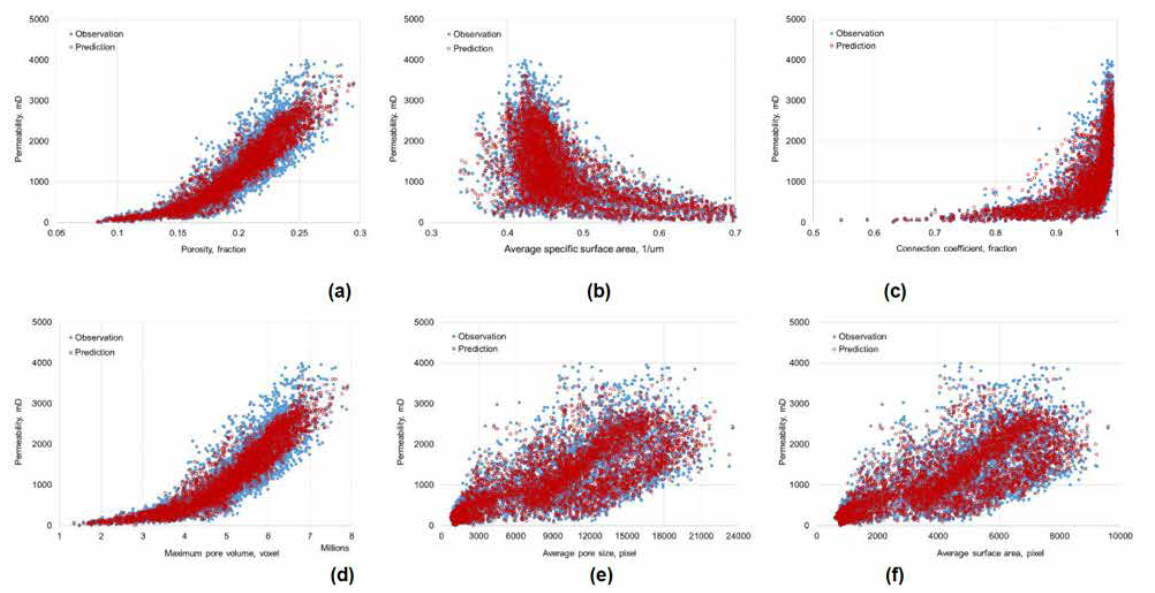 5000
Observation
Prediction
4000
3000
2000
1000
0
Permeability, mD
0.05 0.1 0.15 0.2 0.25 0.3
Porosity, fraction
(a)
5000
Observation
Prediction
4000
3000
2000
1000
0
Permeability, mD
0.3 0.4 0.5 0.6 0.7
Average specific surface area, 1/um
(b)
5000
Observation
Prediction
4000
3000
2000
1000
0
Permeability, mD
0.5 0.6 0.7 0.8 0.9 1
Connection coefficient, fraction
(c)
5000
Observation
Prediction
4000
3000
2000
1000
0
Permeability, mD
1 2 3 4 5 6 7 8
Maximum pore volume, voxel
Millions
(d)
5000
Observation
Prediction
4000
3000
2000
1000
0
Permeability, mD
0 3000 6000 9000 12000 15000 18000 21000 24000
Average pore size, pixel
(e)
5000
Observation
Prediction
4000
3000
2000
1000
0
Permeability, mD
0 2000 4000 6000 8000 10000
Average surface area, pixel
(f)